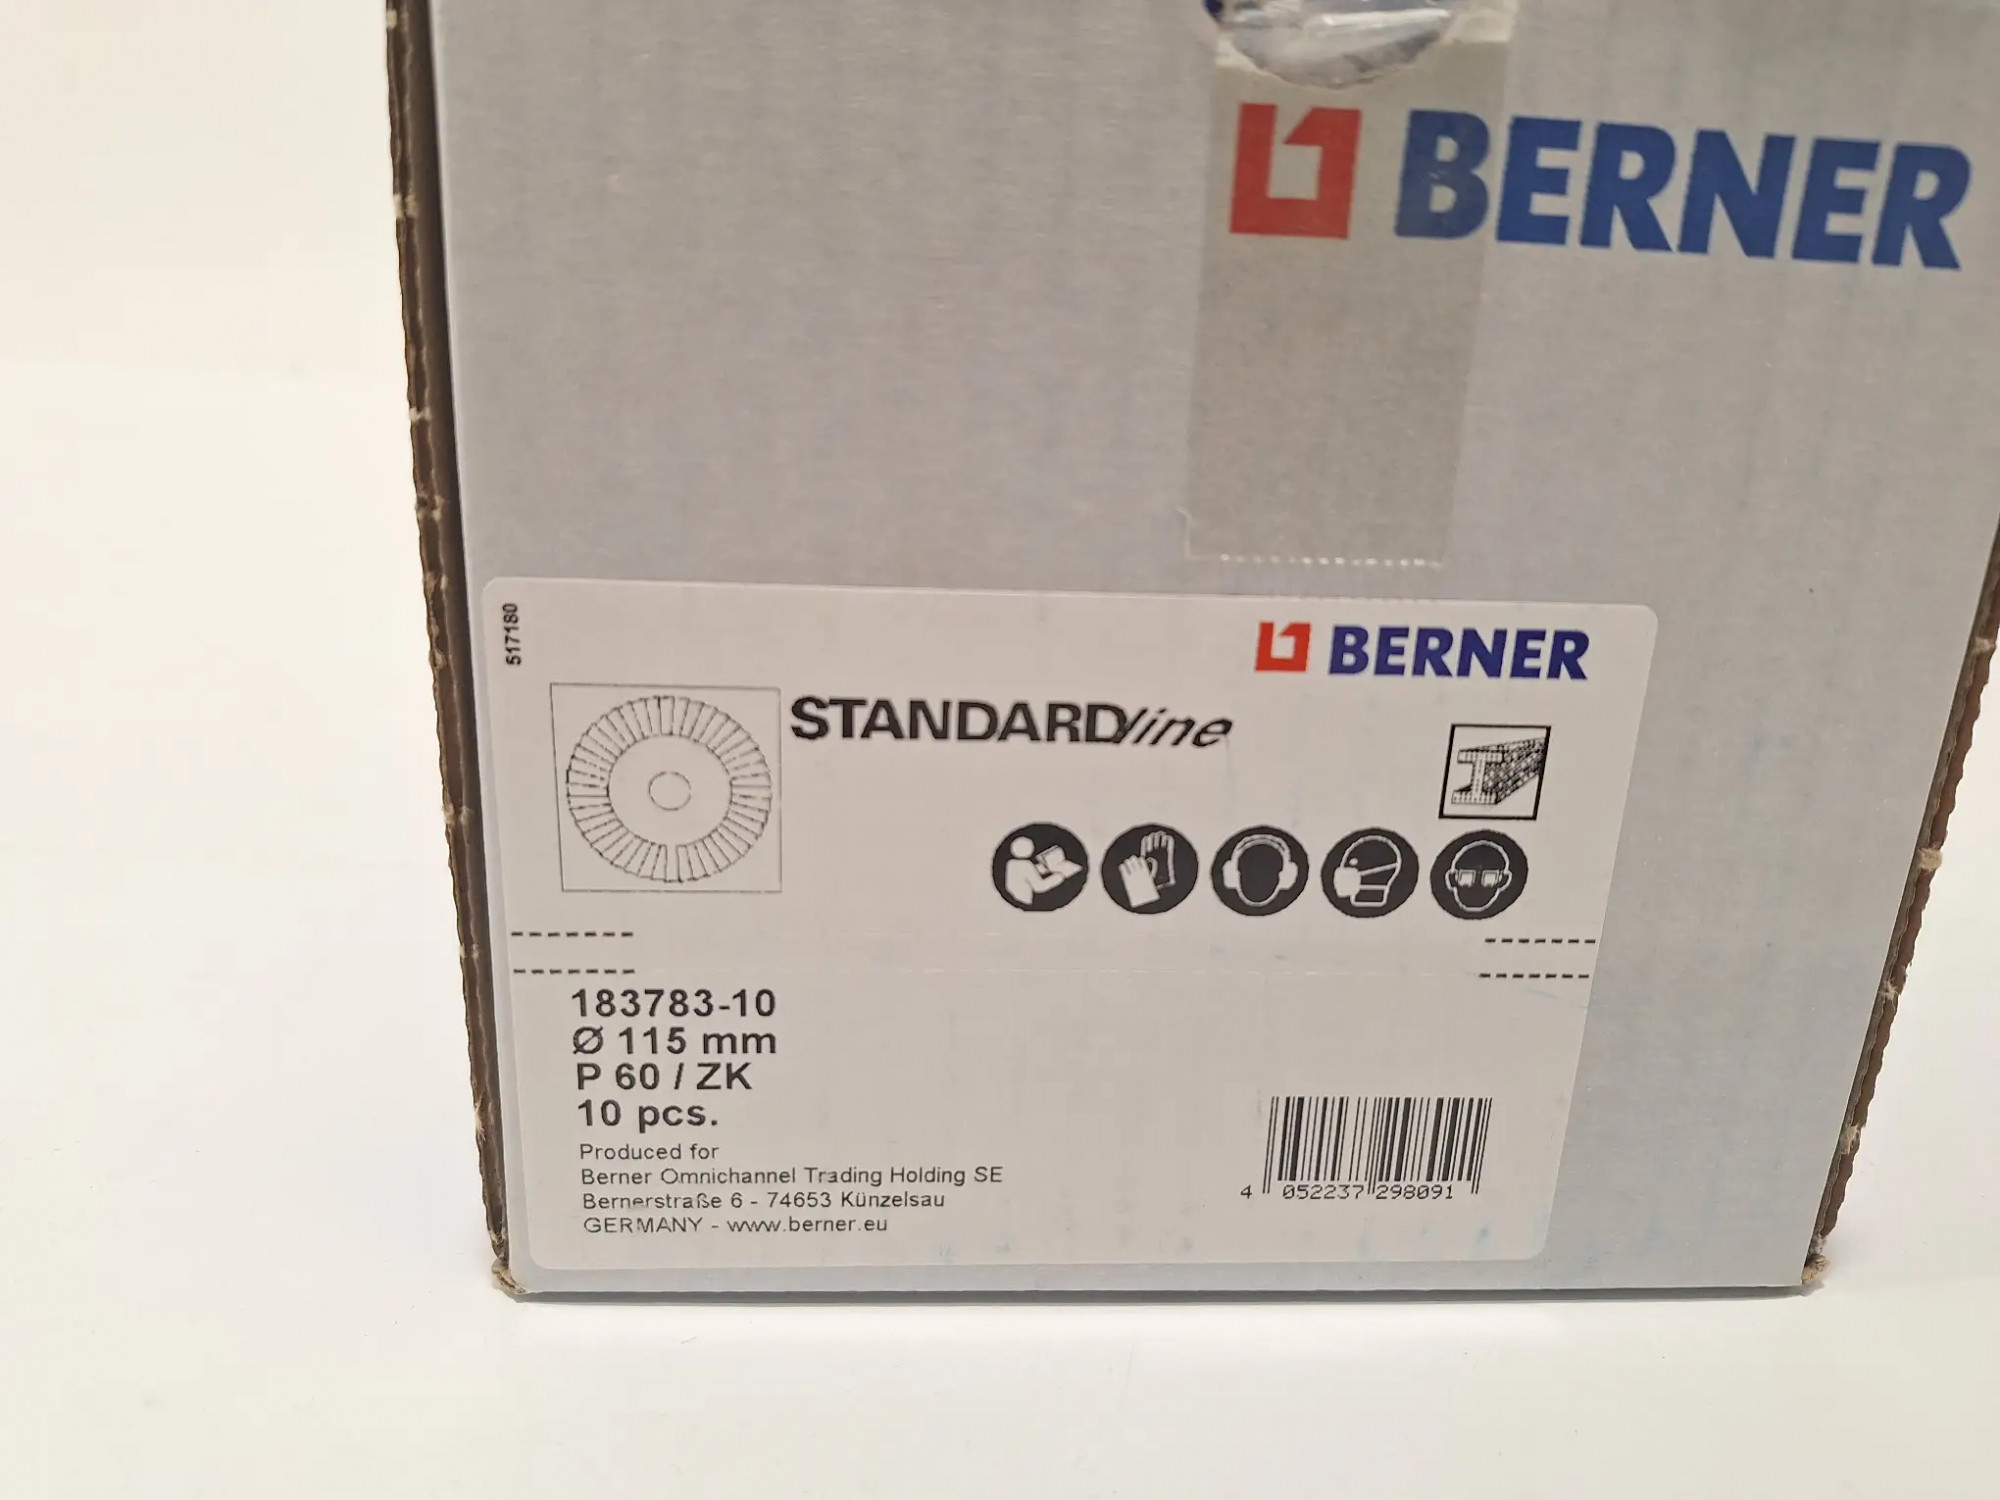 BERNER
517180
BERNER
STANDARDline
183783-10
Ø 115 mm
P 60 / ZK
10 pcs.
Produced for
Berner Omnichannel Trading Holding SE
Bernerstraße 6 - 74653 Künzelsau
GERMANY - www.berner.eu
4 052237 298091